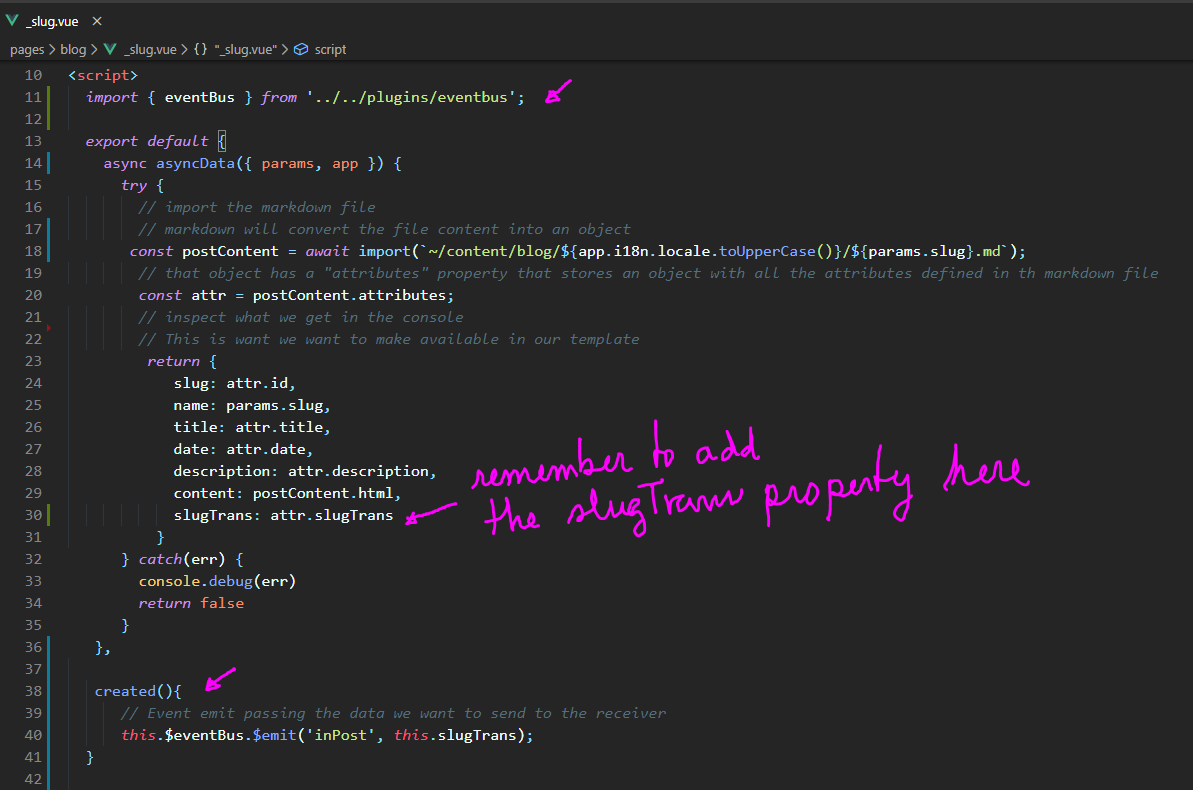 _slug.vue ×
pages > blog > _slug.vue > {} "_slug.vue" > script
10 <script>
11 import { eventBus } from '../../plugins/eventbus';
12
13 export default {
14 async asyncData({ params, app }) {
15 try {
16 // import the markdown file
17 // markdown will convert the file content into an object
18 const postContent = await import(`~/content/blog/${app.i18n.locale.toUpperCase()}/${params.slug}.md`);
19 // that object has a "attributes" property that stores an object with all the attributes defined in th markdown file
20 const attr = postContent.attributes;
21 // inspect what we get in the console
22 // This is want we want to make available in our template
23 return {
24 slug: attr.id,
25 name: params.slug,
26 title: attr.title,
27 date: attr.date,
28 description: attr.description,
29 content: postContent.html,
30 slugTrans: attr.slugTrans
remember to add
the slugTrans property here
31 }
32 } catch(err) {
33 console.debug(err)
34 return false
35 }
36 },
37
38 created(){
39 // Event emit passing the data we want to send to the receiver
40 this.$eventBus.$emit('inPost', this.slugTrans);
41 }
42